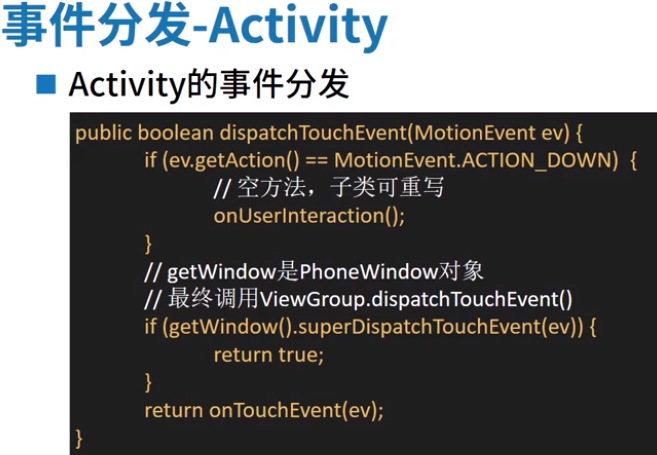 事件分发-Activity
Activity的事件分发
public boolean dispatchTouchEvent(MotionEvent ev) {
if (ev.getAction() == MotionEvent.ACTION_DOWN) {
// 空方法，子类可重写
onUserInteraction();
}
// getWindow是PhoneWindow对象
// 最终调用ViewGroup.dispatchTouchEvent()
if (getWindow().superDispatchTouchEvent(ev)) {
return true;
}
return onTouchEvent(ev);
}